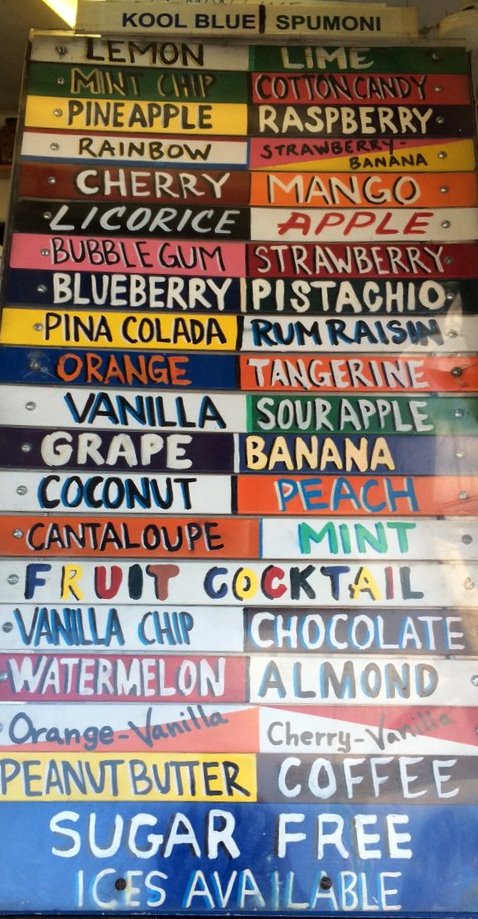 KOOL BLUE SPUMONI
LEMON LIME
MINT CHIP COTTON CANDY
PINEAPPLE RASPBERRY
RAINBOW STRAWBERRY-
BANANA
CHERRY MANGO
LICORICE APPLE
BUBBLE GUM STRAWBERRY
BLUEBERRY PISTACHIO
PINA COLADA RUM RAISIN
ORANGE TANGERINE
VANILLA SOUR APPLE
GRAPE BANANA
COCONUT PEACH
CANTALOUPE MINT
FRUIT COCKTAIL
VANILLA CHIP CHOCOLATE
WATERMELON ALMOND
Orange-Vanilla Cherry-Vanilla
PEANUT BUTTER COFFEE
SUGAR FREE
ICES AVAILABLE